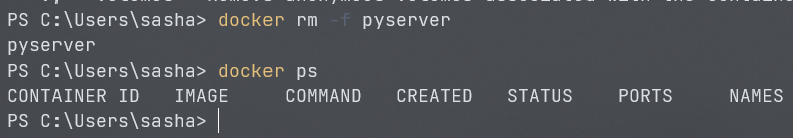 PS C:\Users\sasha> docker rm -f pyserver
pyserver
PS C:\Users\sasha> docker ps
CONTAINER ID   IMAGE     COMMAND   CREATED   STATUS    PORTS     NAMES
PS C:\Users\sasha>